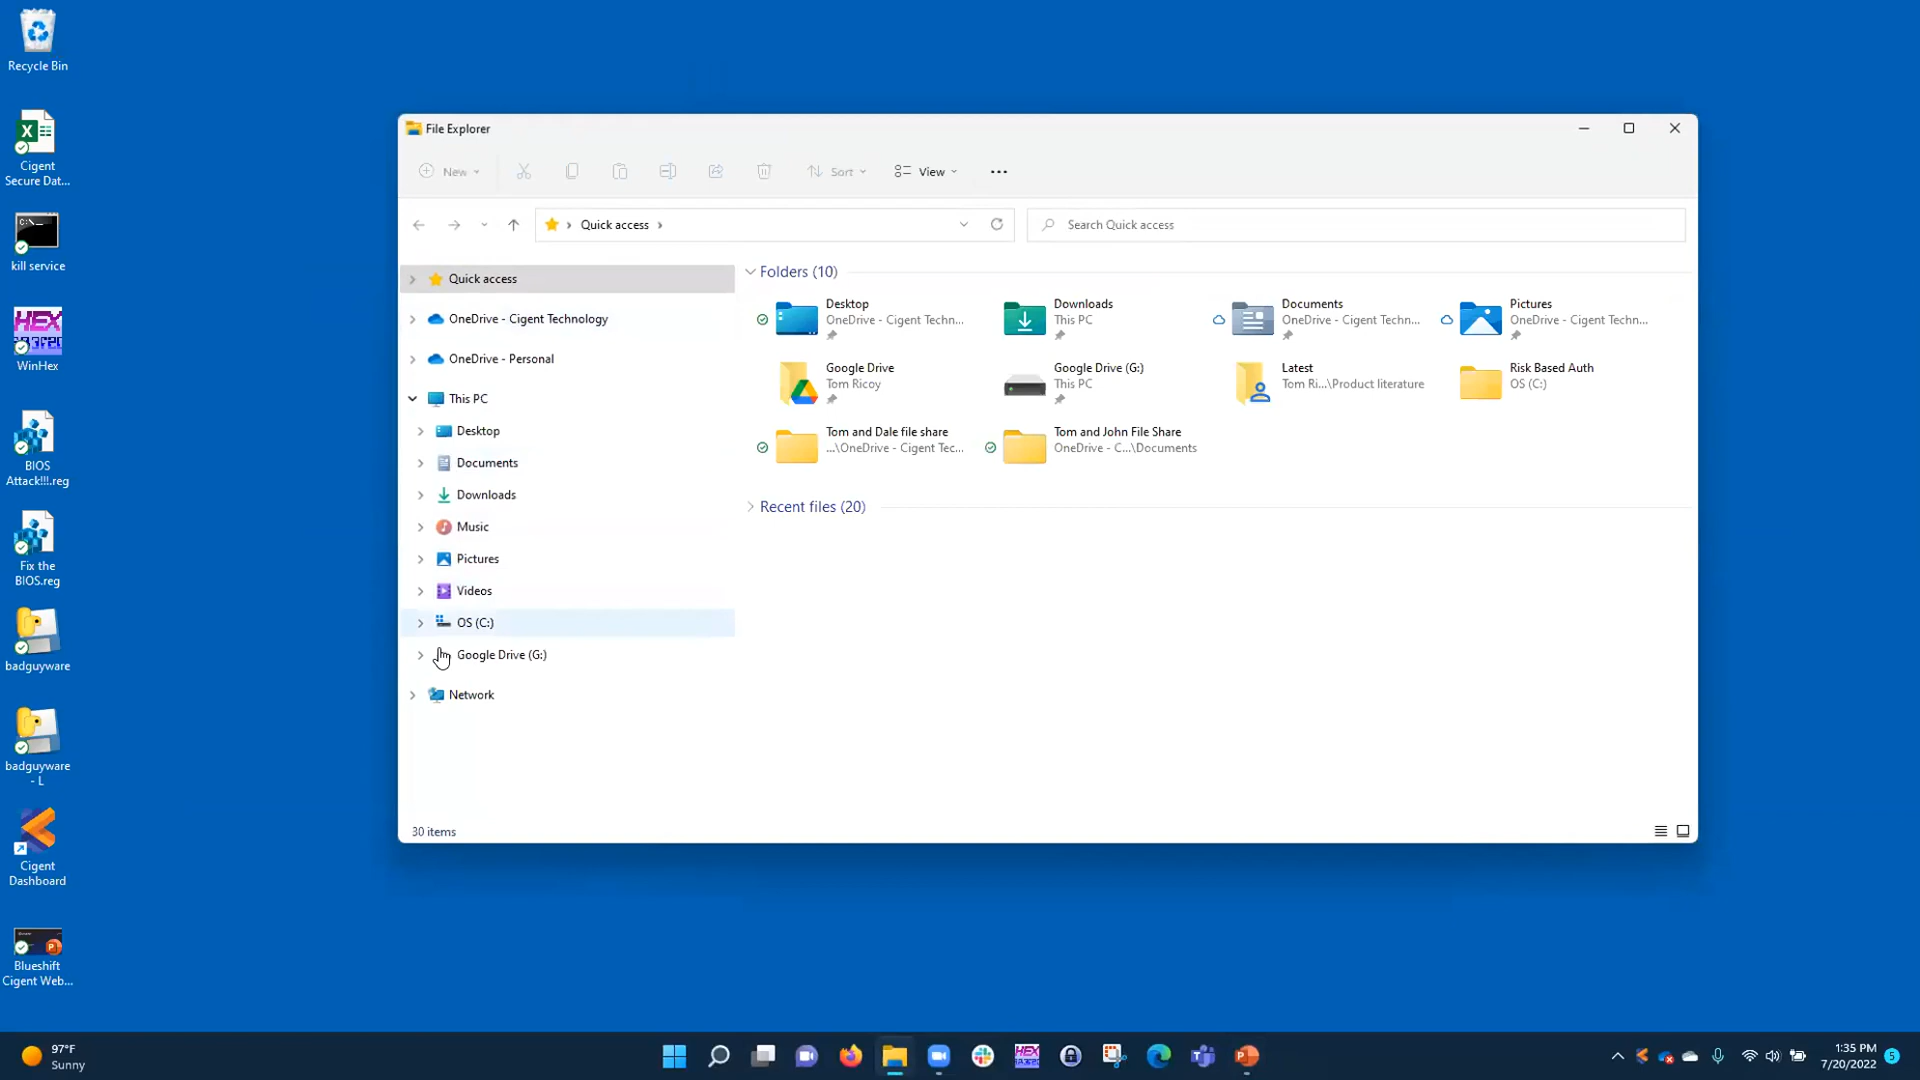 Recycle Bin
Cigent
Secure Dat...
kill service
WinHex
BIOS
Attack!!!.reg
Fix the
BIOS.reg
badguyware
badguyware
- L
Cigent
Dashboard
Blueshift
Cigent Web...
File Explorer
New
Sort
View
Quick access
Search Quick access
Quick access
OneDrive - Cigent Technology
OneDrive - Personal
This PC
Desktop
Documents
Downloads
Music
Pictures
Videos
OS (C:)
Google Drive (G:)
Network
Folders (10)
Desktop
OneDrive - Cigent Techn...
Downloads
This PC
Documents
OneDrive - Cigent Techn...
Pictures
OneDrive - Cigent Techn...
Google Drive
Tom Ricoy
Google Drive (G:)
This PC
Latest
Tom Ri...\Product literature
Risk Based Auth
OS (C:)
Tom and Dale file share
...\OneDrive - Cigent Tec...
Tom and John File Share
OneDrive - C...\Documents
Recent files (20)
30 items
97°F
Sunny
1:35 PM
7/20/2022
5